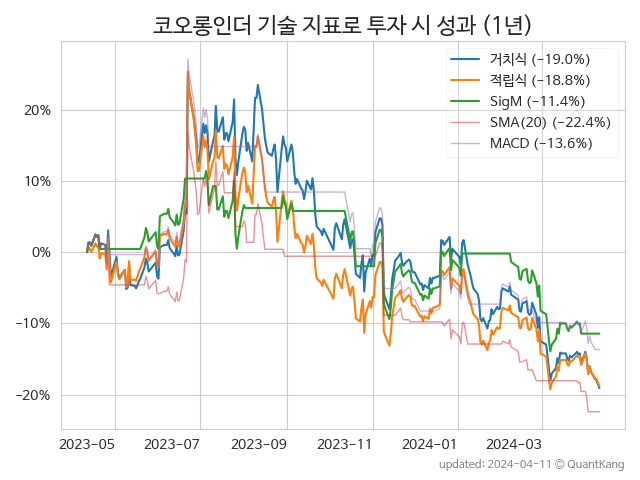 코오롱인더 기술 지표로 투자 시 성과 (1년)
거치식 (−19.0%)
적립식 (−18.8%)
SigM (−11.4%)
SMA(20) (−22.4%)
MACD (−13.6%)
20%
10%
0%
−10%
−20%
2023-05 2023-07 2023-09 2023-11 2024-01 2024-03
updated: 2024-04-11 © QuantKang